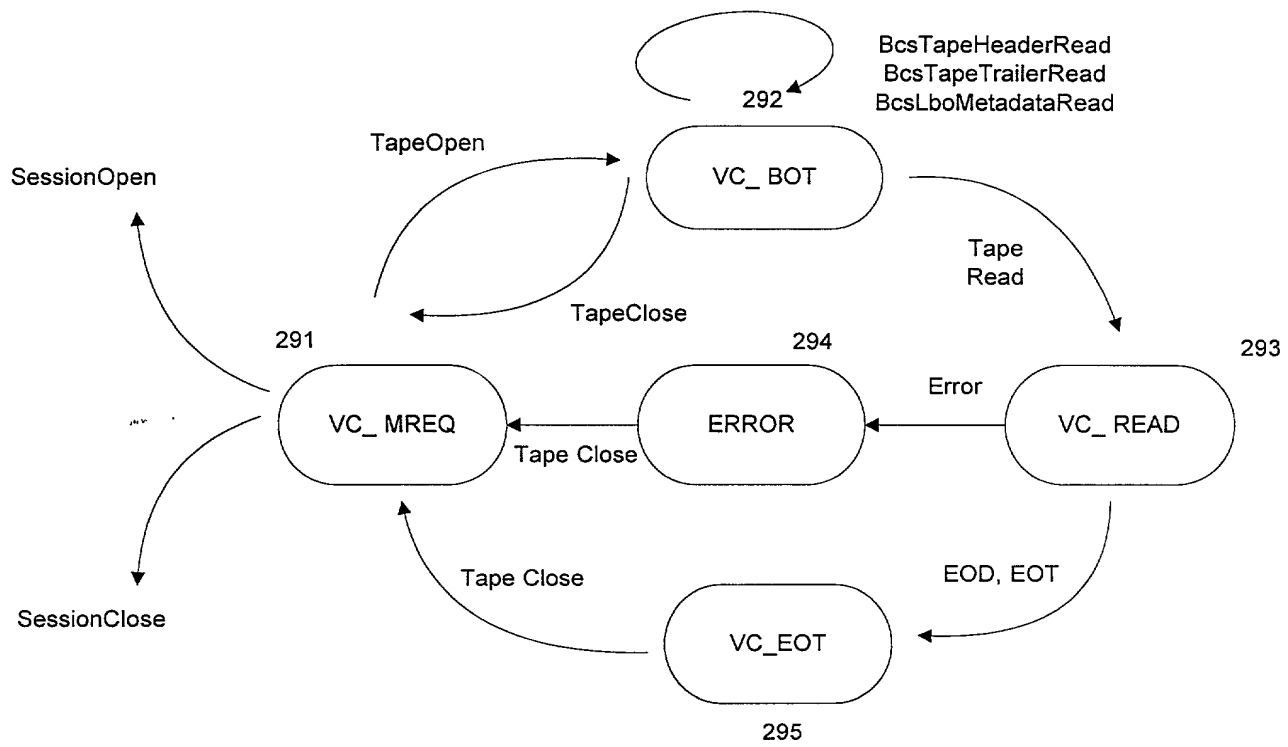 BcsTapeHeaderRead
BcsTapeTrailerRead
BcsLboMetadataRead
292
TapeOpen
VC_ BOT
SessionOpen
Tape
Read
TapeClose
291
294
293
Error
VC_ MREQ
ERROR
VC_ READ
Tape Close
Tape Close
EOD, EOT
SessionClose
VC_EOT
295